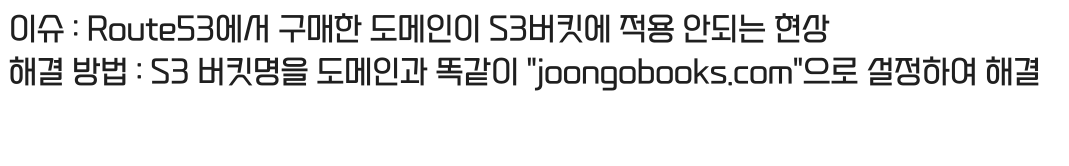 이슈 : Route53에서 구매한 도메인이 S3버킷에 적용 안되는 현상
해결 방법 : S3 버킷명을 도메인과 똑같이 "joongobooks.com"으로 설정하여 해결